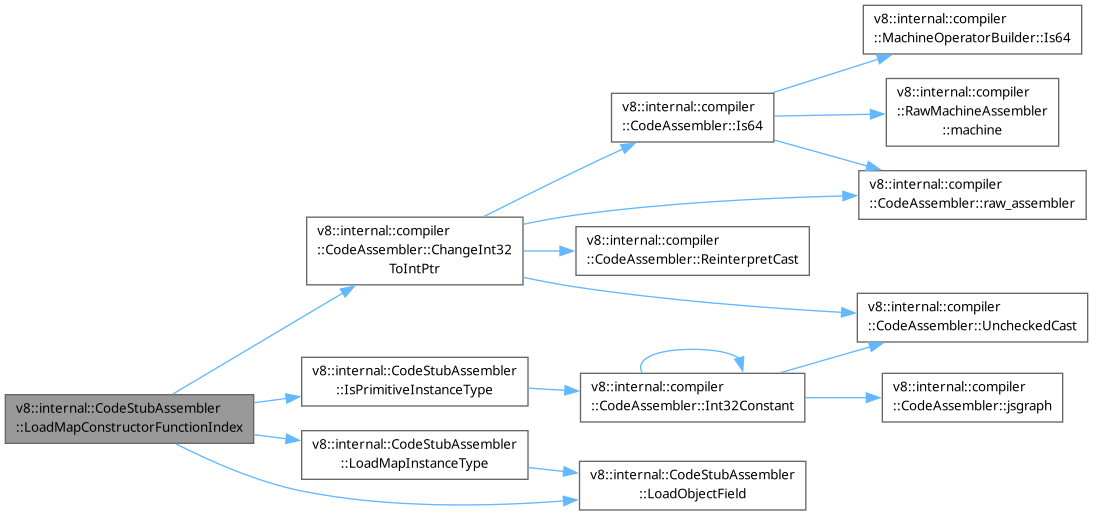 v8::internal::compiler
::MachineOperatorBuilder::Is64
v8::internal::compiler
::RawMachineAssembler
::machine
v8::internal::compiler
::CodeAssembler::Is64
v8::internal::compiler
::CodeAssembler::raw_assembler
v8::internal::compiler
::CodeAssembler::ChangeInt32
ToIntPtr
v8::internal::compiler
::CodeAssembler::ReinterpretCast
v8::internal::compiler
::CodeAssembler::UncheckedCast
v8::internal::CodeStubAssembler
::IsPrimitiveInstanceType
v8::internal::compiler
::CodeAssembler::Int32Constant
v8::internal::compiler
::CodeAssembler::jsgraph
v8::internal::CodeStubAssembler
::LoadMapConstructorFunctionIndex
v8::internal::CodeStubAssembler
::LoadMapInstanceType
v8::internal::CodeStubAssembler
::LoadObjectField